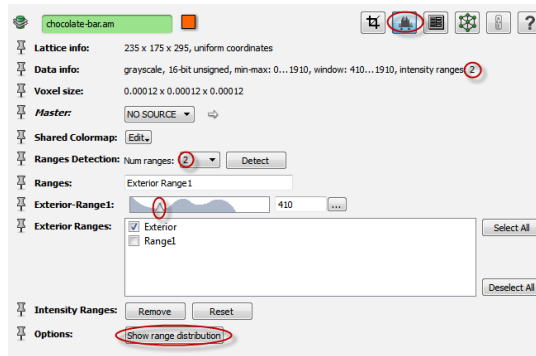 chocolate-bar.am ?
Lattice info: 235 x 175 x 295, uniform coordinates
Data info: grayscale, 16-bit unsigned, min-max: 0...1910, window: 410...1910, intensity ranges: 2
Voxel size: 0.00012 x 0.00012 x 0.00012
Master: NO SOURCE
Shared Colormap: Edit
Ranges Detection: Num ranges: 2 Detect
Ranges: Exterior Range1
Exterior-Range1: 410 ...
Exterior Ranges: Exterior Select All
Range1
Deselect All
Intensity Ranges: Remove Reset
Options: Show range distribution